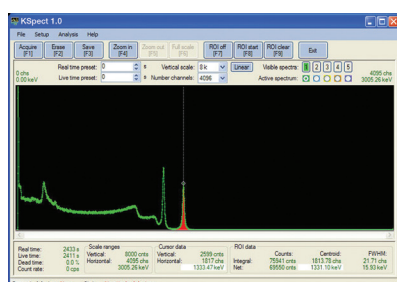 KSpect 1.0
File Setup Analysis Help
Acquire [F1] Erase [F2] Save [F3] Zoom in [F4] Zoom out [F5] Full scale [F6] ROI off [F7] ROI start [F8] ROI clear [F9] Exit
0 chs Real time preset: 0 s Vertical scale: 8 k Linear Visible spectra: 1 2 3 4 5 4095 chs
0.00 keV Live time preset: 0 s Number channels: 4096 Active spectrum: 3005.26 keV
Real time: 2433 s
Live time: 2411 s
Dead time: 0.0 %
Count rate: 0 cps
Scale ranges
Vertical: 8000 cnts
Horizontal: 4095 chs
3005.26 keV
Cursor data
Vertical: 2599 cnts
Horizontal: 1817 chs
1333.47 keV
ROI data
Counts: Centroid: FWHM:
Integral: 75941 cnts 1813.78 chs 21.71 chs
Net: 69550 cnts 1331.10 keV 15.93 keV